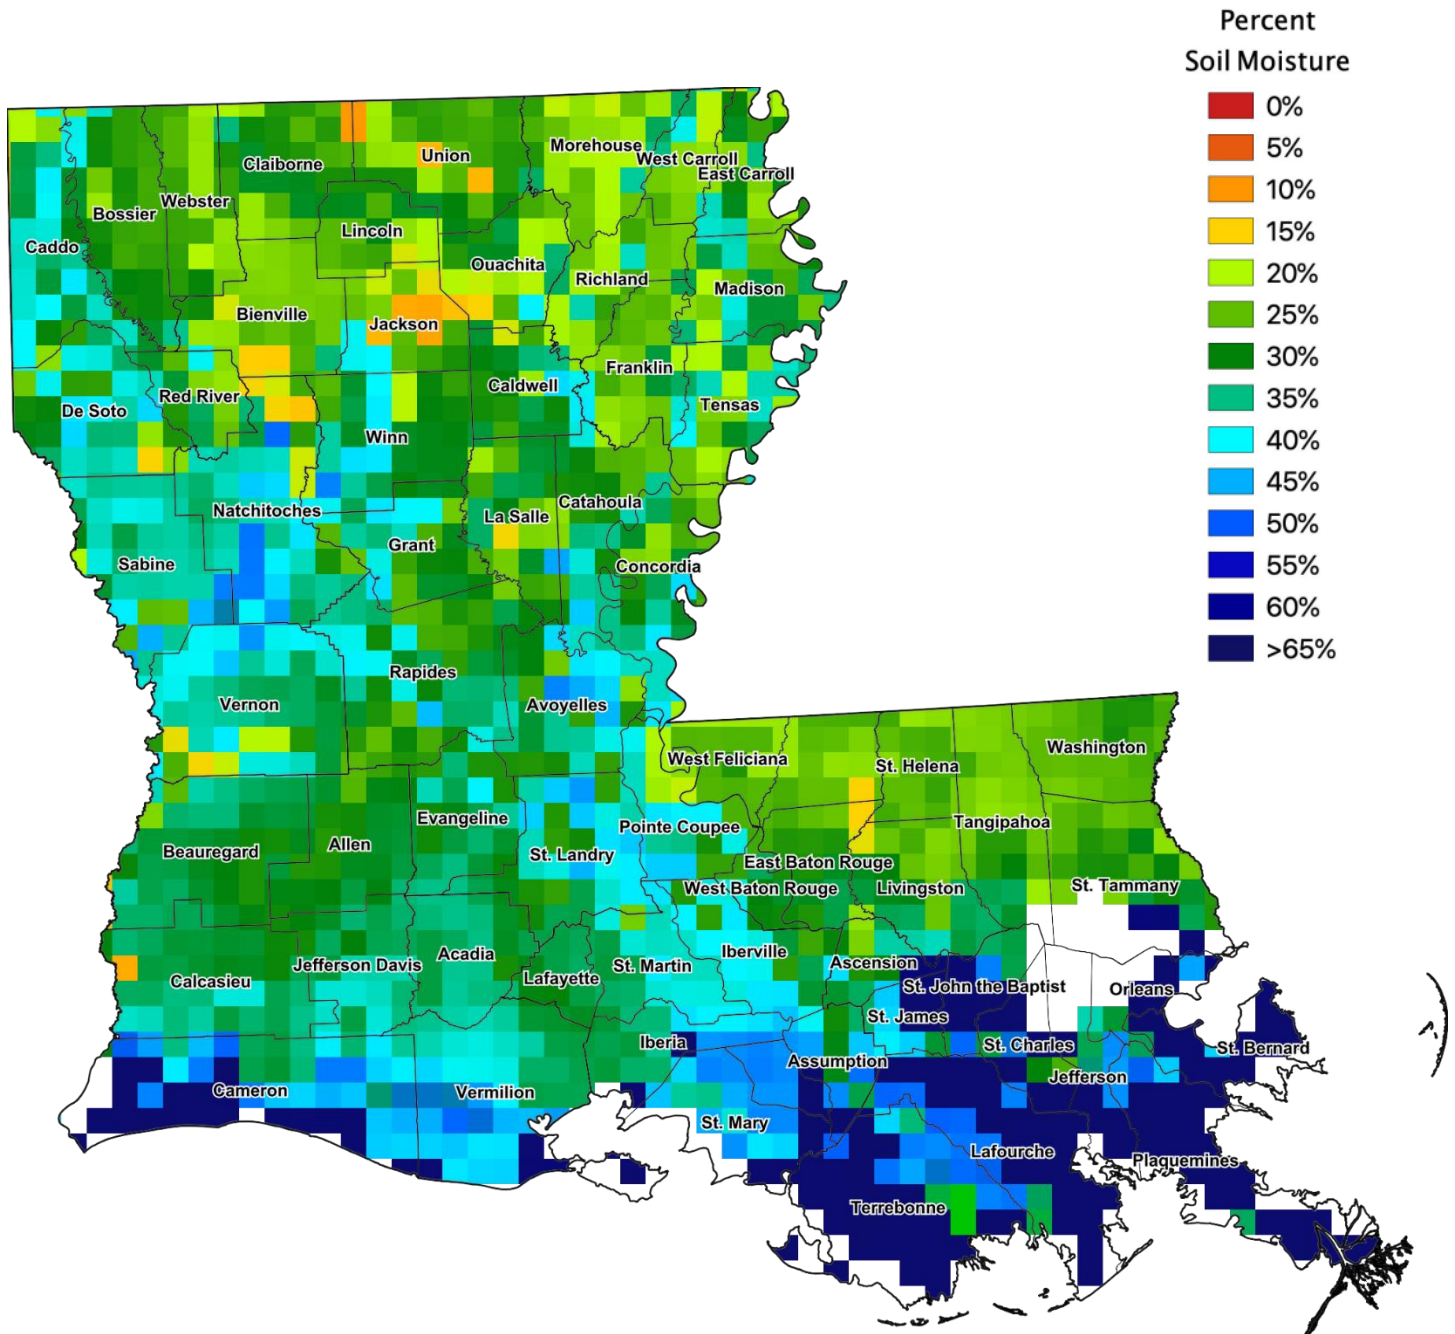 Percent
Soil Moisture
0%
5%
10%
15%
20%
25%
30%
35%
40%
45%
50%
55%
60%
>65%
Union
Morehouse
West Carroll
Claiborne
East Carroll
Webster
Bossier
Lincoln
Caddo
Ouachita
Richland
Madison
Bienville
Jackson
Franklin
Caldwell
Red River
Tensas
De Soto
Winn
Catahoula
Natchitoches
La Salle
Grant
Sabine
Concordia
Rapides
Vernon
Avoyelles
Washington
West Feliciana
St. Helena
Evangeline
Tangipahoa
Pointe Coupee
Allen
Beauregard
St. Landry
East Baton Rouge
St. Tammany
West Baton Rouge
Livingston
Acadia
Iberville
Ascension
Jefferson Davis
St. Martin
Lafayette
Calcasieu
St. John the Baptist
Orleans
St. James
Iberia
St. Charles
St. Bernard
Assumption
Jefferson
Cameron
Vermilion
St. Mary
Lafourche
Plaquemines
Terrebonne